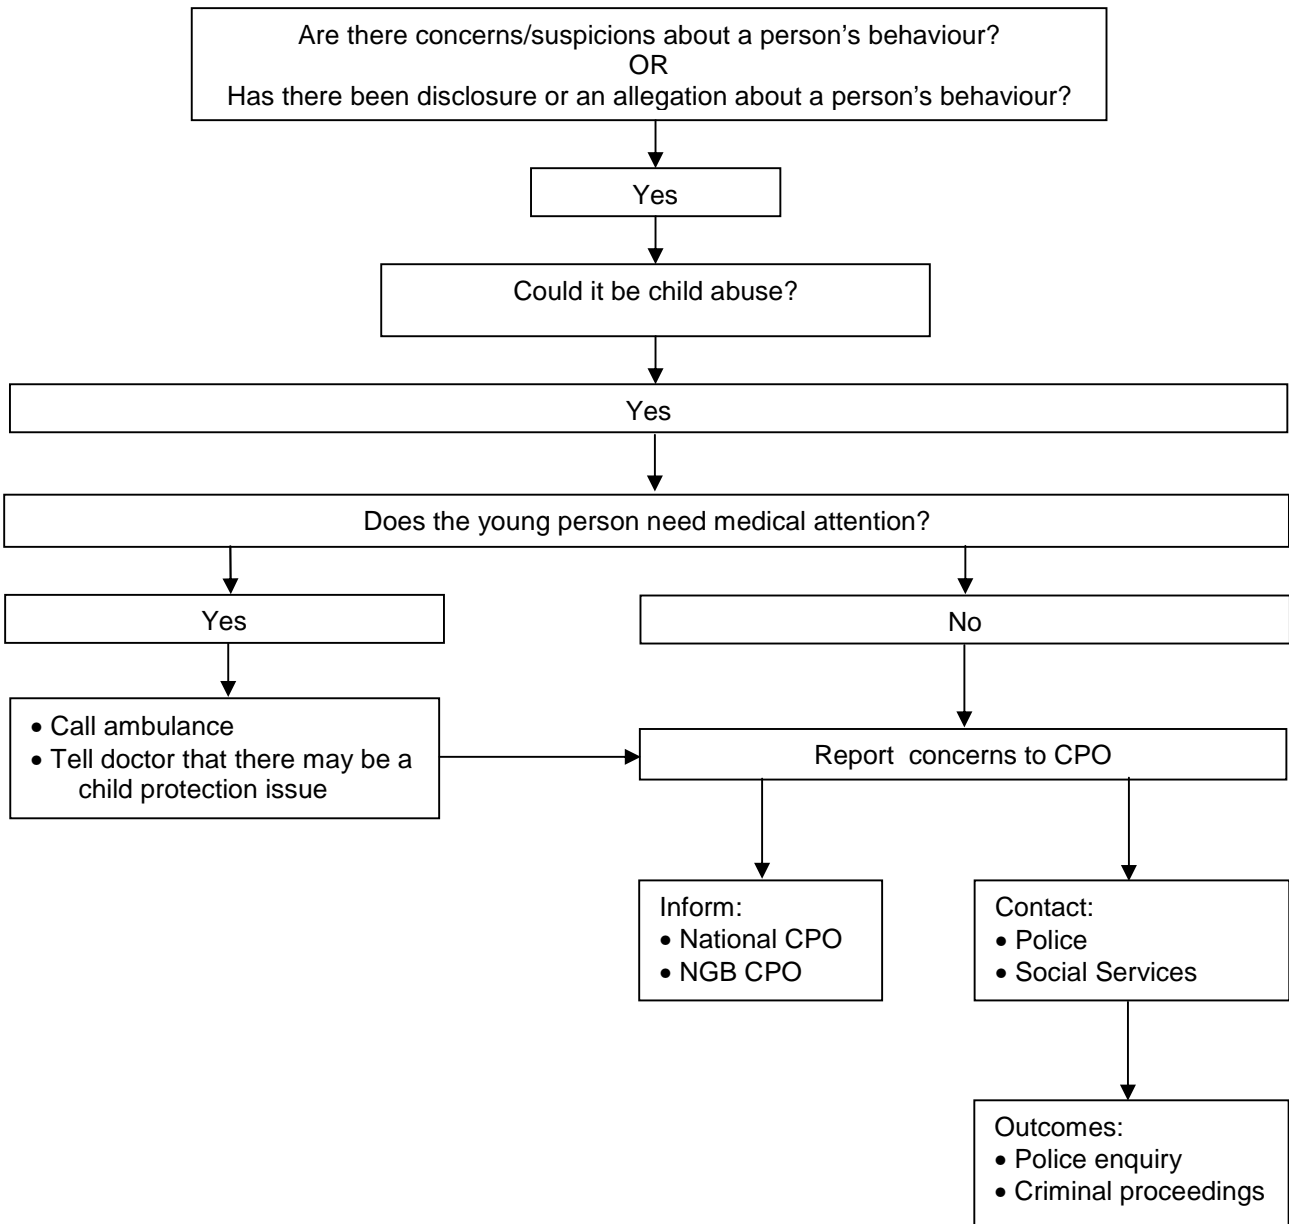 Are there concerns/suspicions about a person’s behaviour?
OR
Has there been disclosure or an allegation about a person’s behaviour?
Yes
Could it be child abuse?
Yes
Does the young person need medical attention?
Yes
No
• Call ambulance
• Tell doctor that there may be a
child protection issue
Report concerns to CPO
Inform:
• National CPO
• NGB CPO
Contact:
• Police
• Social Services
Outcomes:
• Police enquiry
• Criminal proceedings